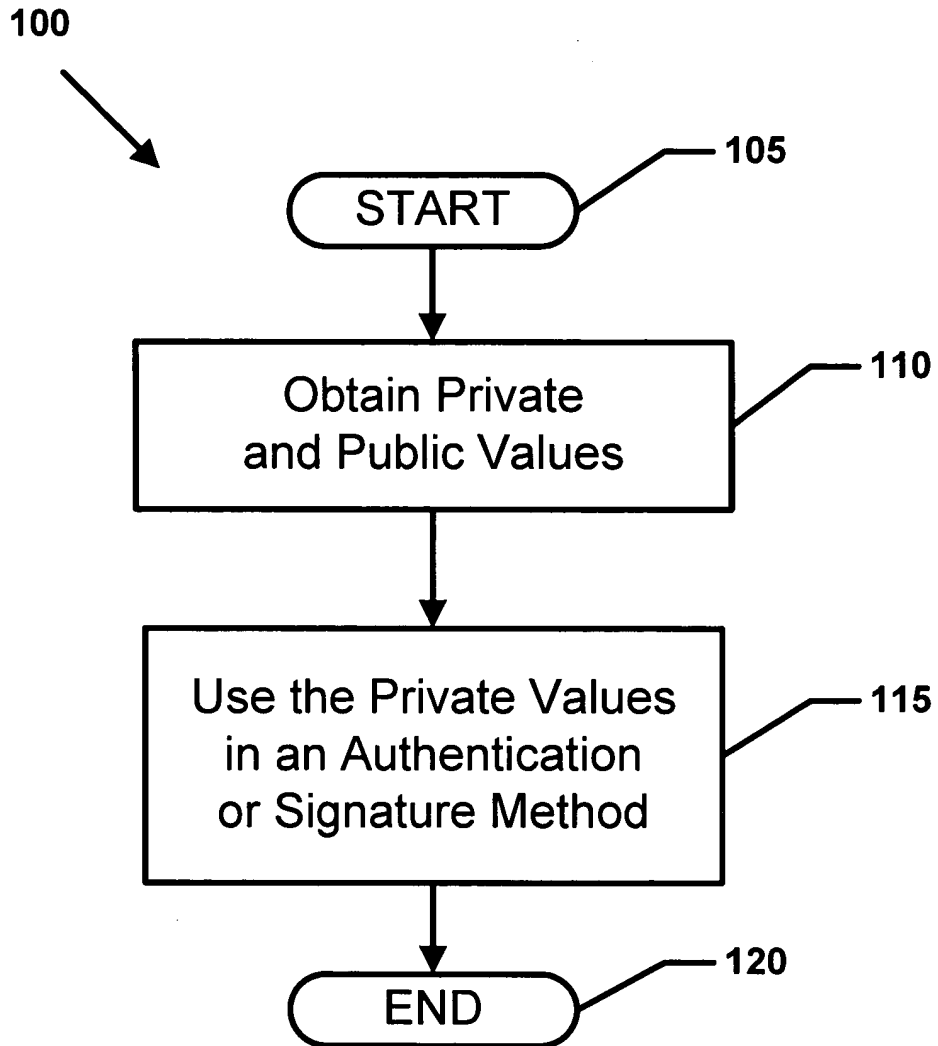 100
105
START
110
Obtain Private
and Public Values
Use the Private Values
in an Authentication
or Signature Method
115
120
END